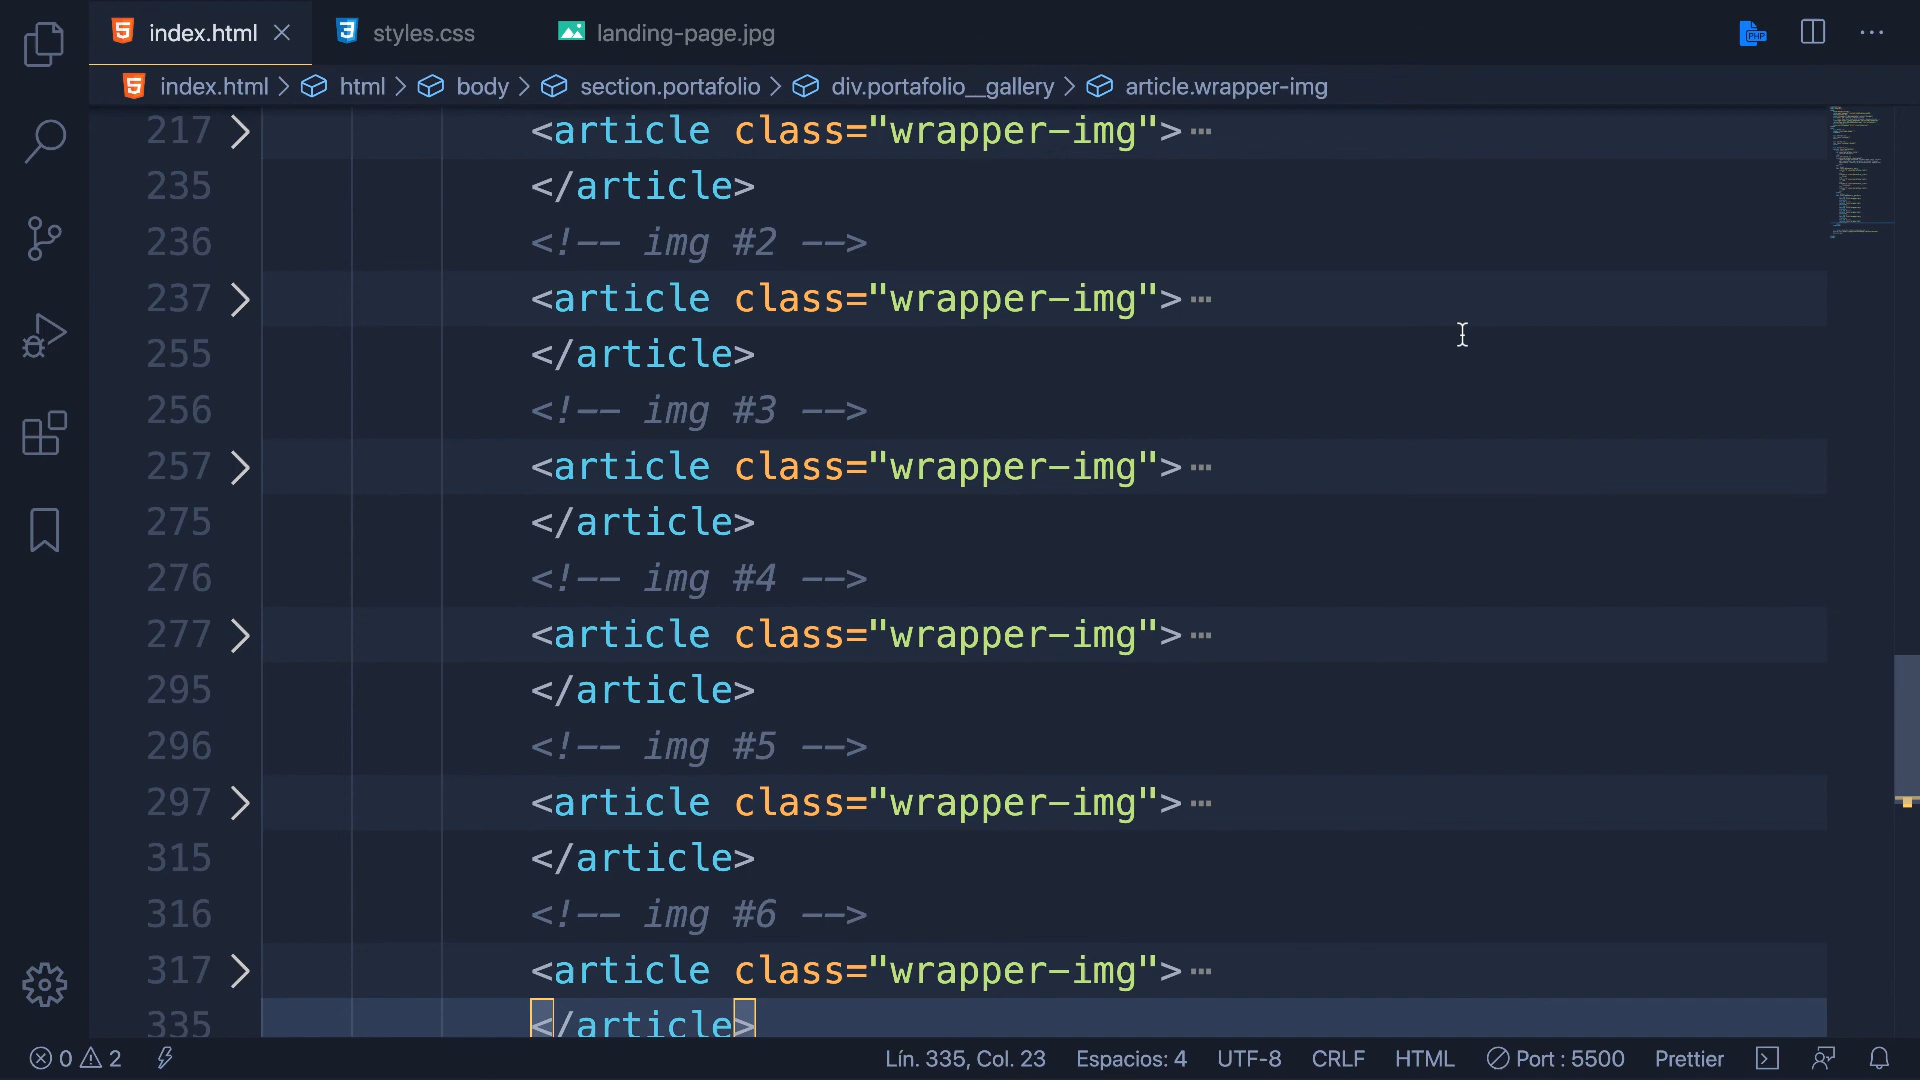 index.html
styles.css
landing-page.jpg
PHP
index.html > html > body > section.portafolio > div.portafolio__gallery > article.wrapper-img
217 <article class="wrapper-img">
235 </article>
236 <!-- img #2 -->
237 <article class="wrapper-img">
255 </article>
256 <!-- img #3 -->
257 <article class="wrapper-img">
275 </article>
276 <!-- img #4 -->
277 <article class="wrapper-img">
295 </article>
296 <!-- img #5 -->
297 <article class="wrapper-img">
315 </article>
316 <!-- img #6 -->
317 <article class="wrapper-img">
335 </article>
0 2 Lín. 335, Col. 23 Espacios: 4 UTF-8 CRLF HTML Port : 5500 Prettier